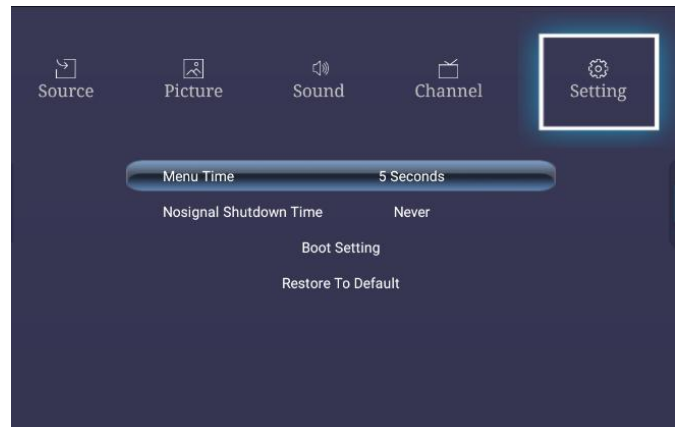 Source Picture Sound Channel Setting
Menu Time 5 Seconds
Nosignal Shutdown Time Never
Boot Setting
Restore To Default